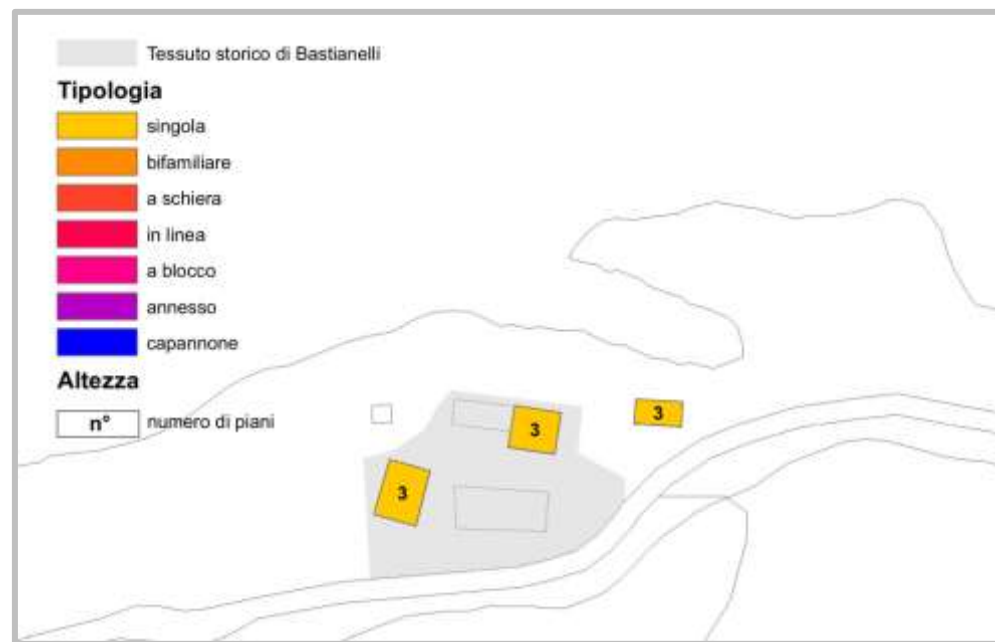 Tessuto storico di Bastianelli
Tipologia
singola
bifamiliare
a schiera
in linea
a blocco
annesso
capannone
Altezza
n° numero di piani
3
3
3